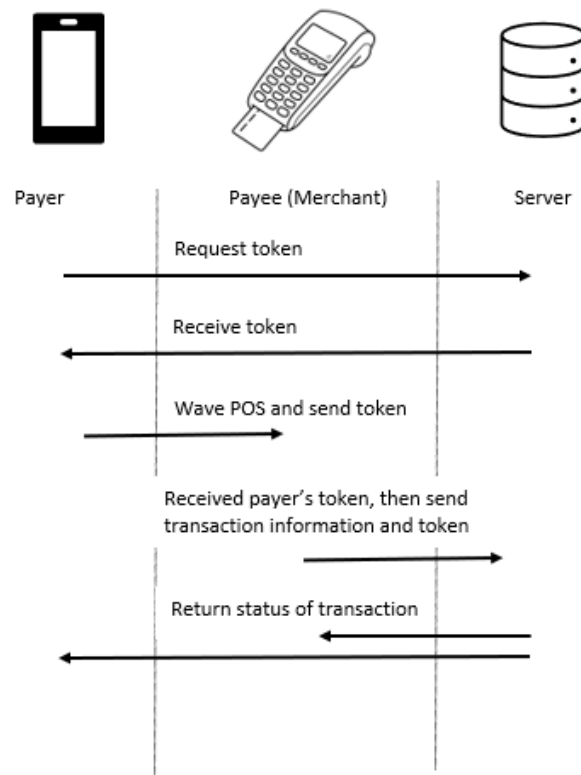 Payer
Payee (Merchant)
Server
Request token
Receive token
Wave POS and send token
Received payer’s token, then send
transaction information and token
Return status of transaction